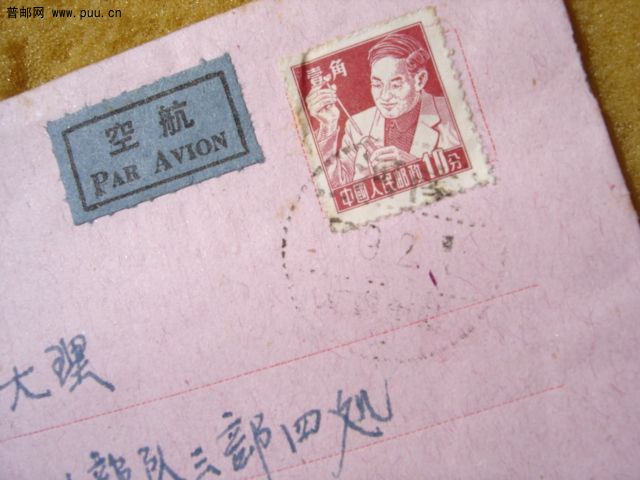 普邮网 www.puu.cn
空航
PAR AVION
壹角
中國人民邮政 10分
大理
部队三部四处